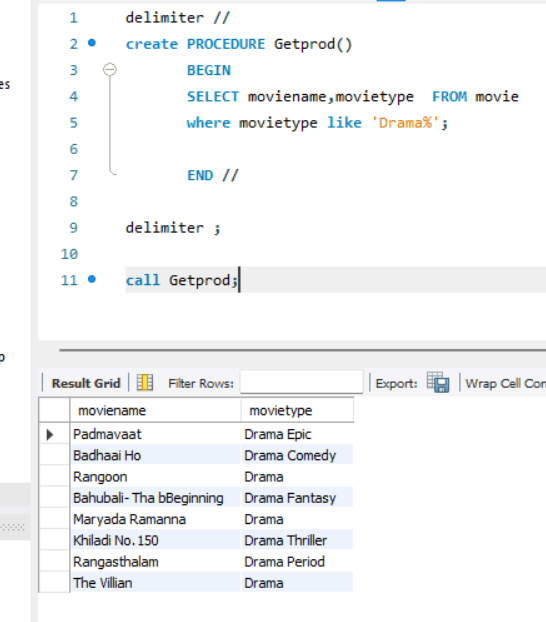 1 delimiter //
2 create PROCEDURE Getprod()
es
3 BEGIN
4 SELECT moviename,movietype FROM movie
5 where movietype like 'Drama%';
6
7 END //
8
9 delimiter ;
10
11 call Getprod;
p
Result Grid Filter Rows: Export: Wrap Cell Con
moviename movietype
Padmavaat Drama Epic
Badhaai Ho Drama Comedy
Rangoon Drama
Bahubali- Tha bBeginning Drama Fantasy
Maryada Ramanna Drama
Khiladi No. 150 Drama Thriller
Rangasthalam Drama Period
The Villian Drama